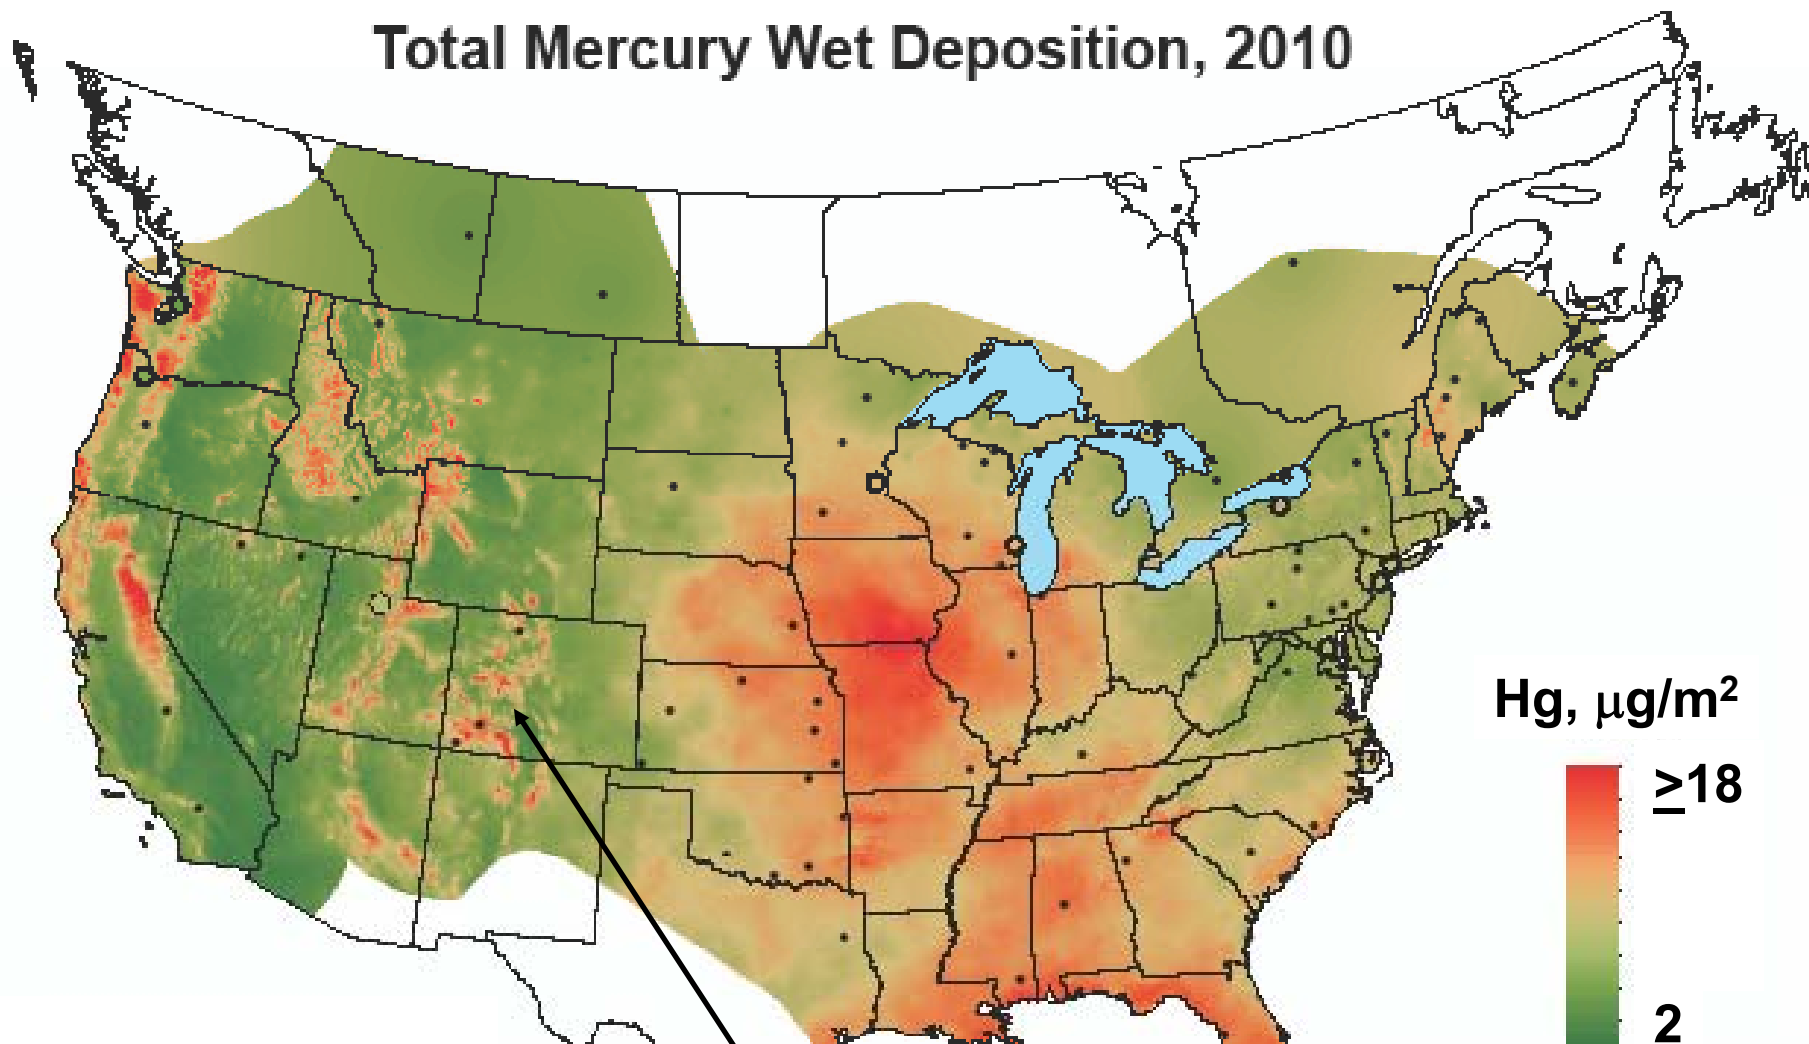 Total Mercury Wet Deposition, 2010
Hg, μg/m²
≥18
2